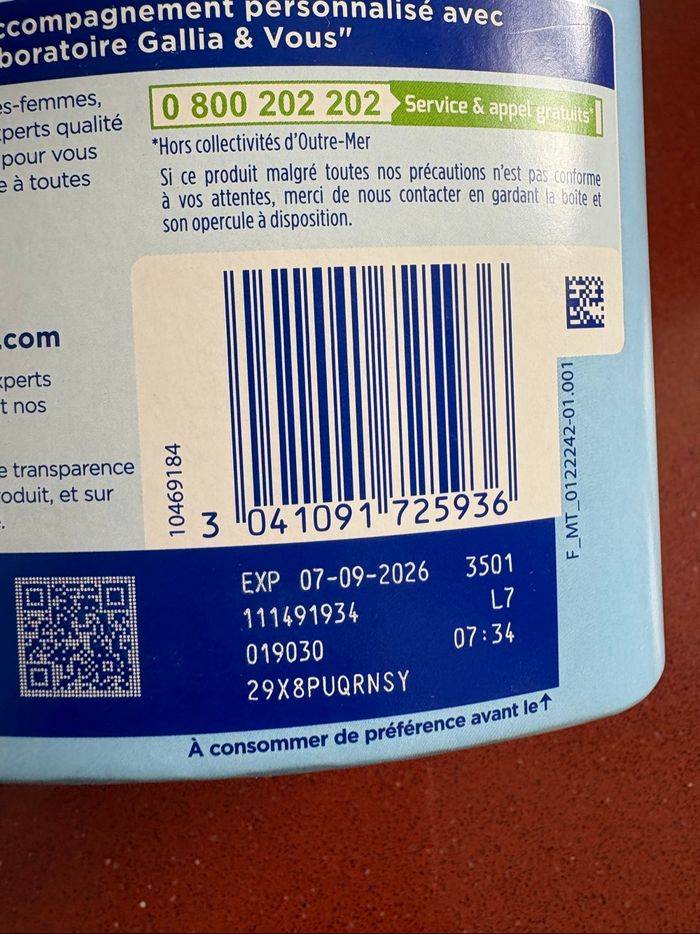 ccompagnement personnalisé avec
boratoire Gallia & Vous"
es-femmes,
xperts qualité
pour vous
e à toutes
0 800 202 202 Service & appel gratuits*
*Hors collectivités d'Outre-Mer
Si ce produit malgré toutes nos précautions n'est pas conforme
à vos attentes, merci de nous contacter en gardant la boîte et
son opercule à disposition.
.com
xperts
t nos
e transparence
roduit, et sur
.
10469184
3 041091 725936
F_MT_0122242-01.001
EXP 07-09-2026 3501
111491934 L7
019030 07:34
29X8PUQRNSY
À consommer de préférence avant le↑